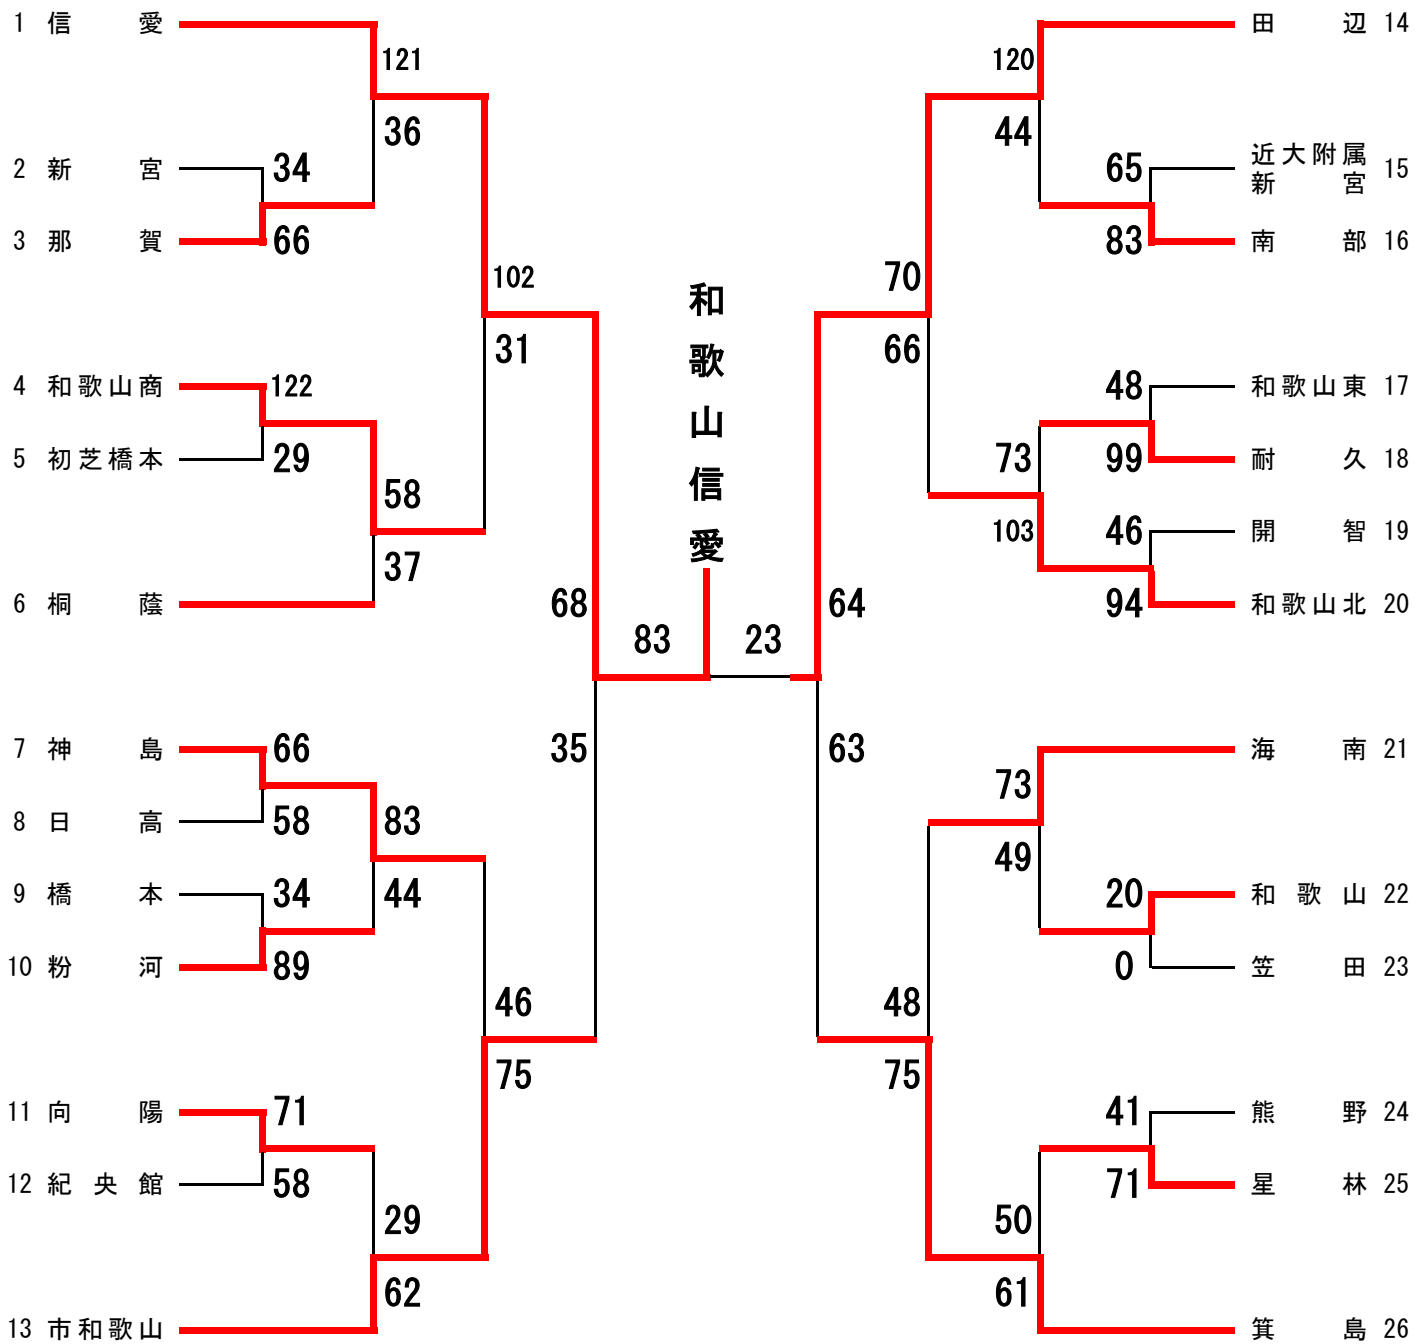 1 信愛
121
36
2 新宮
34
3 那賀
66
102
31
4 和歌山商
122
5 初芝橋本
29
58
37
6 桐蔭
68
35
7 神島
66
8 日高
58
83
44
9 橋本
34
10 粉河
89
46
75
11 向陽
71
12 紀央館
58
29
62
13 市和歌山
和歌山信愛
83
23
田辺 14
120
44
近大附属
新宮 15
65
南部 16
83
70
66
和歌山東 17
48
耐久 18
99
73
103
開智 19
46
和歌山北 20
94
64
63
海南 21
73
49
和歌山 22
20
笠田 23
0
48
75
熊野 24
41
星林 25
71
50
61
箕島 26